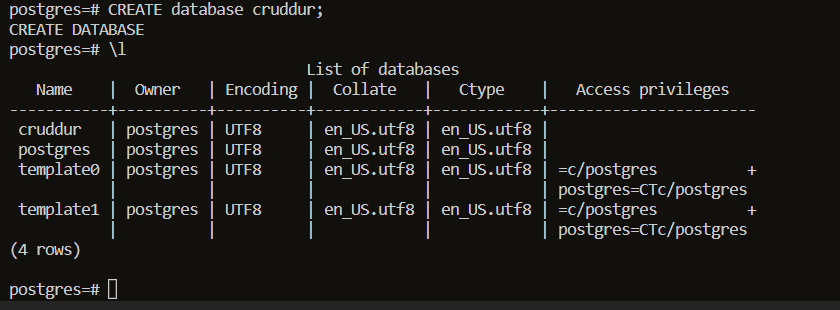 postgres=# CREATE database cruddur;
CREATE DATABASE
postgres=# \l
                                 List of databases
   Name    |  Owner   | Encoding |  Collate   |   Ctype    |   Access privileges
-----------+----------+----------+------------+------------+-----------------------
 cruddur   | postgres | UTF8     | en_US.utf8 | en_US.utf8 |
 postgres  | postgres | UTF8     | en_US.utf8 | en_US.utf8 |
 template0 | postgres | UTF8     | en_US.utf8 | en_US.utf8 | =c/postgres          +
           |          |          |            |            | postgres=CTc/postgres
 template1 | postgres | UTF8     | en_US.utf8 | en_US.utf8 | =c/postgres          +
           |          |          |            |            | postgres=CTc/postgres
(4 rows)
postgres=#